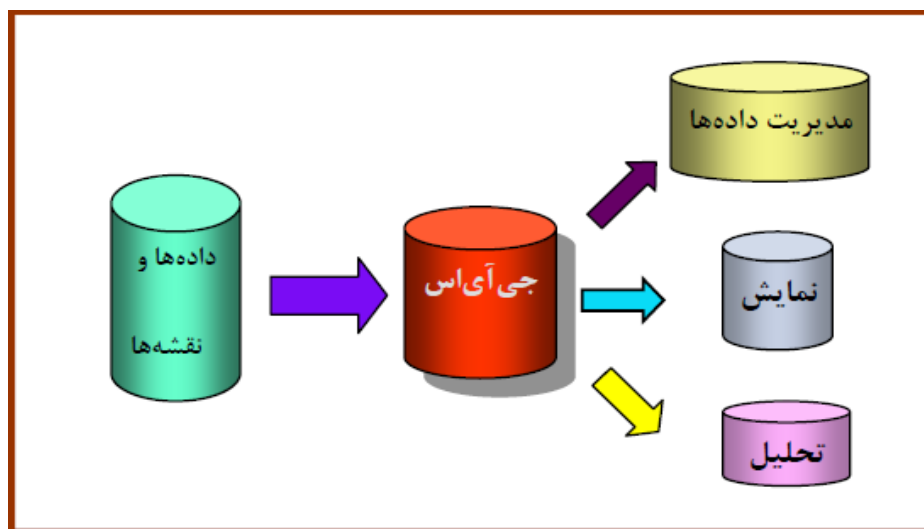 داده‌ها و
نقشه‌ها
جی‌آی‌اس
مدیریت داده‌ها
نمایش
تحلیل